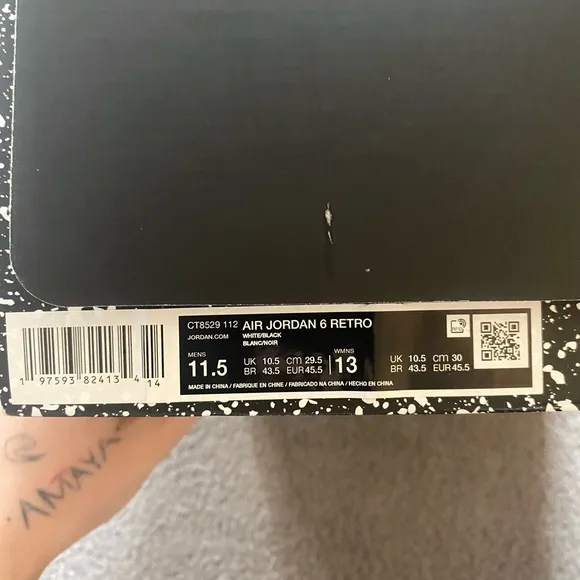 CT8529 112 AIR JORDAN 6 RETRO
JORDAN.COM WHITE/BLACK
BLANC/NOIR
MENS WMNS
11.5 UK 10.5 CM 29.5 13 UK 10.5 CM 30
BR 43.5 EUR 45.5 BR 43.5 EUR 45.5
MADE IN CHINA / FABRIQUE EN CHINE / FABRICADO NA CHINA / HECHO EN CHINA
1 97593 82413 4 14
AMAYA